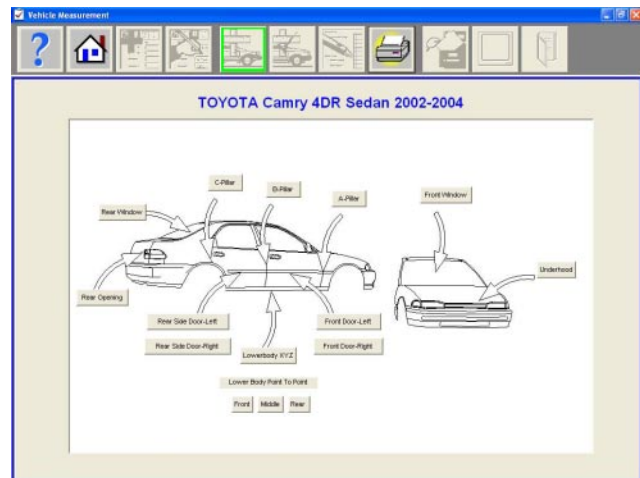 Vehicle Measurement
?
TOYOTA Camry 4DR Sedan 2002-2004
C-Pillar
B-Pillar
A-Pillar
Front Window
Rear Window
Underhood
Rear Opening
Rear Side Door-Left
Front Door-Left
Rear Side Door-Right
Front Door-Right
Lowerbody XYZ
Lower Body Point To Point
Front
Middle
Rear